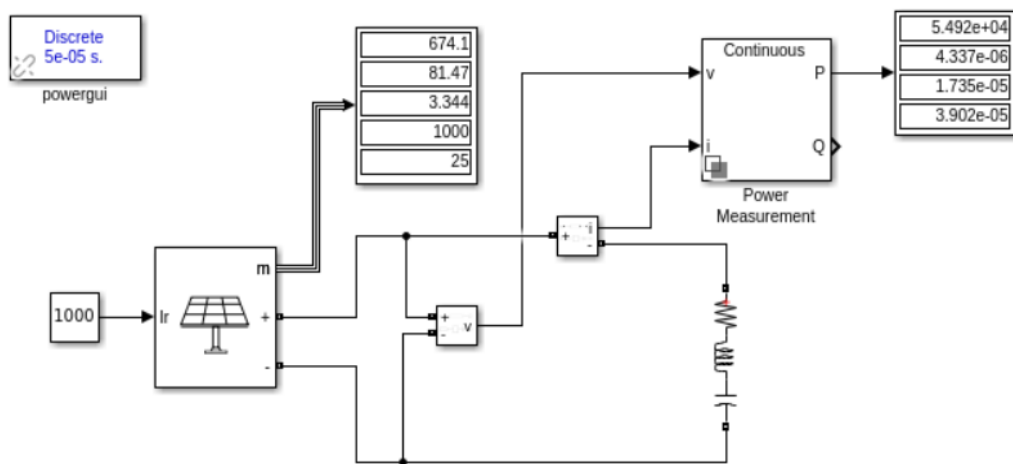 Discrete
5e-05 s.
powergui
674.1
81.47
3.344
1000
25
Continuous
v
P
i
Q
Power
Measurement
5.492e+04
4.337e-06
1.735e-05
3.902e-05
+
i
-
1000
Ir
m
+
-
+
-
v